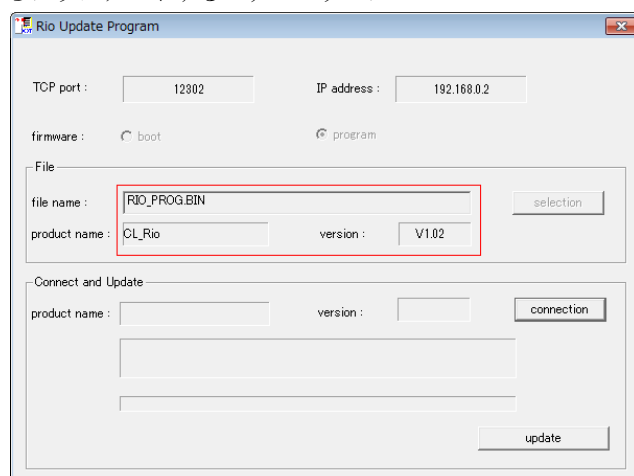 Rio Update Program
TCP port : 12302 IP address : 192.168.0.2
firmware : boot program
File
file name : RIO_PROG.BIN selection
product name : CL_Rio version : V1.02
Connect and Update
product name : version : connection
update